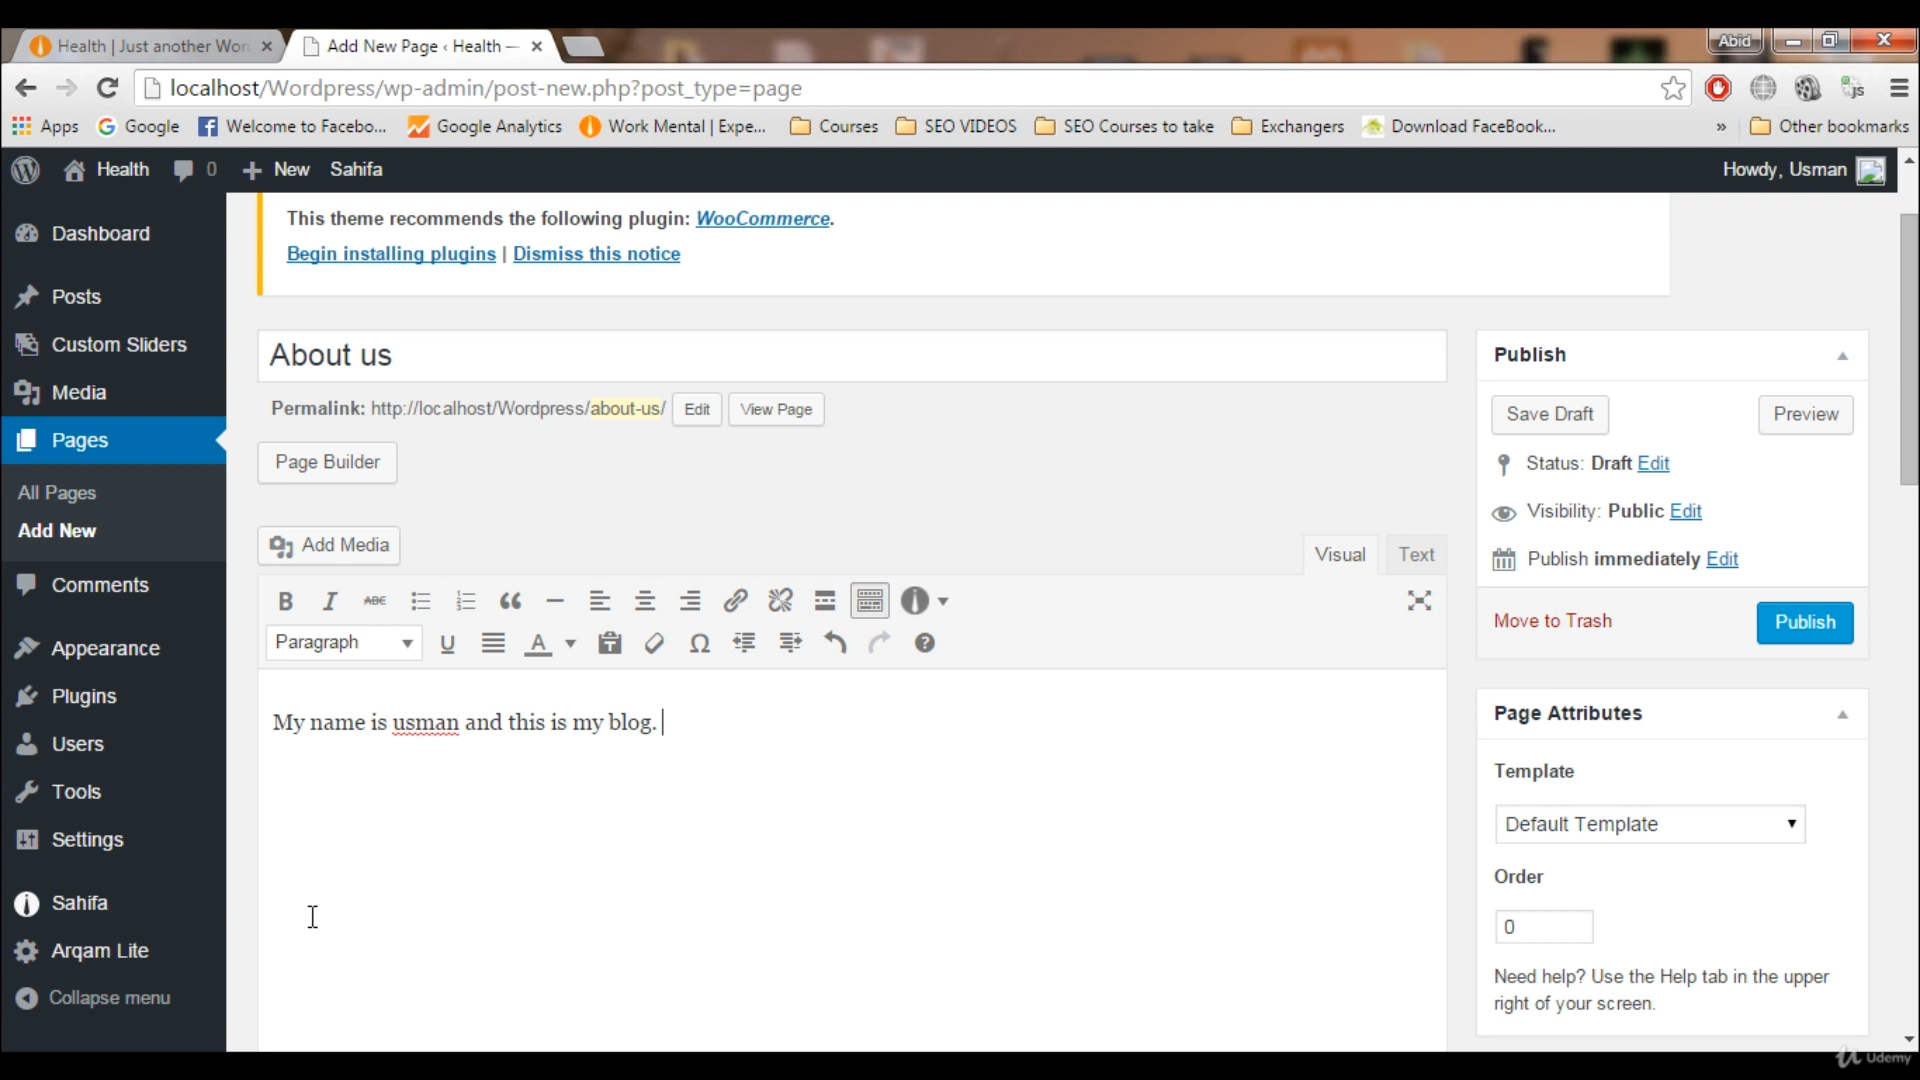 Health | Just another Wor
Add New Page ‹ Health —
Abid
localhost/Wordpress/wp-admin/post-new.php?post_type=page
js
Apps
Google
Welcome to Facebo...
Google Analytics
Work Mental | Expe...
Courses
SEO VIDEOS
SEO Courses to take
Exchangers
Download FaceBook...
»
Other bookmarks
Health
0
New
Sahifa
Howdy, Usman
Dashboard
Posts
Custom Sliders
Media
Pages
All Pages
Add New
Comments
Appearance
Plugins
Users
Tools
Settings
Sahifa
Arqam Lite
Collapse menu
This theme recommends the following plugin: WooCommerce.
Begin installing plugins | Dismiss this notice
About us
Permalink: http://localhost/Wordpress/about-us/ Edit View Page
Page Builder
Add Media
Visual
Text
B I ABC
Paragraph U A Ω
My name is usman and this is my blog.
Publish
Save Draft
Preview
Status: Draft Edit
Visibility: Public Edit
Publish immediately Edit
Move to Trash
Publish
Page Attributes
Template
Default Template
Order
0
Need help? Use the Help tab in the upper
right of your screen.
Udemy